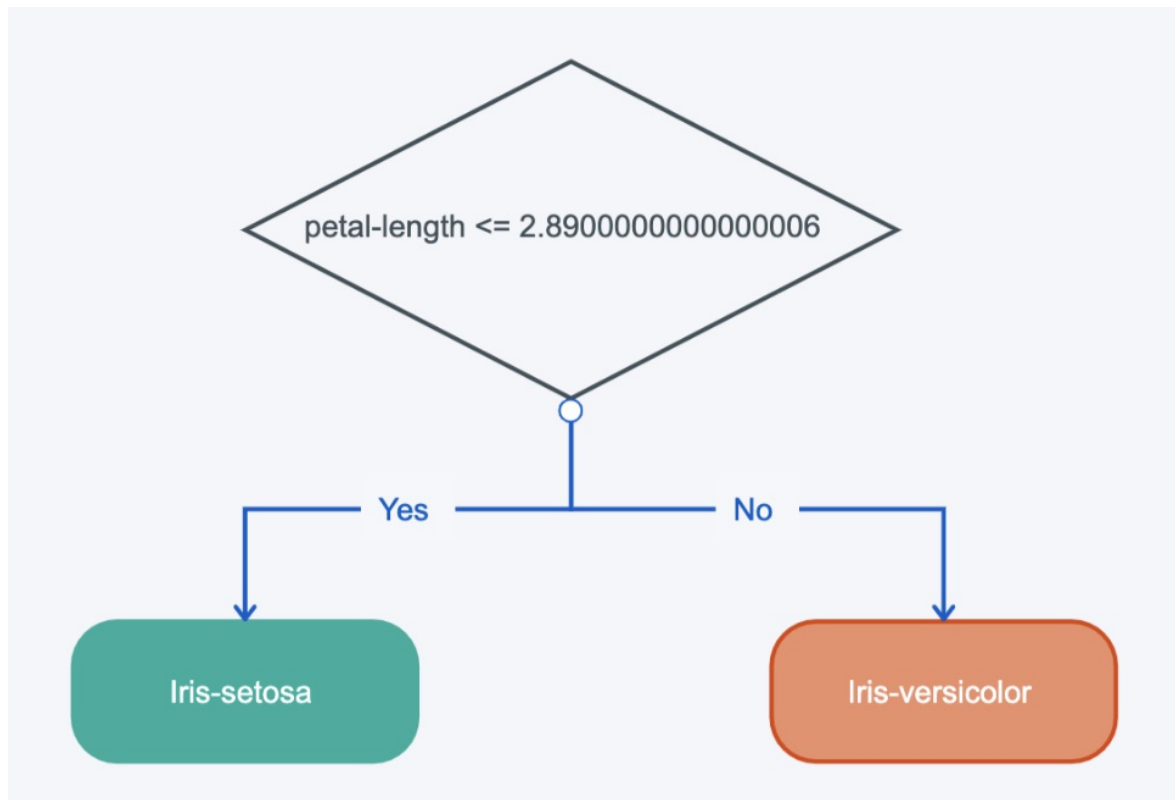 petal-length <= 2.8900000000000006
Yes
No
Iris-setosa
Iris-versicolor